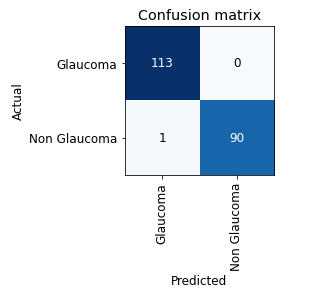 Confusion matrix
Actual
Glaucoma
113
0
Non Glaucoma
1
90
Glaucoma
Non Glaucoma
Predicted